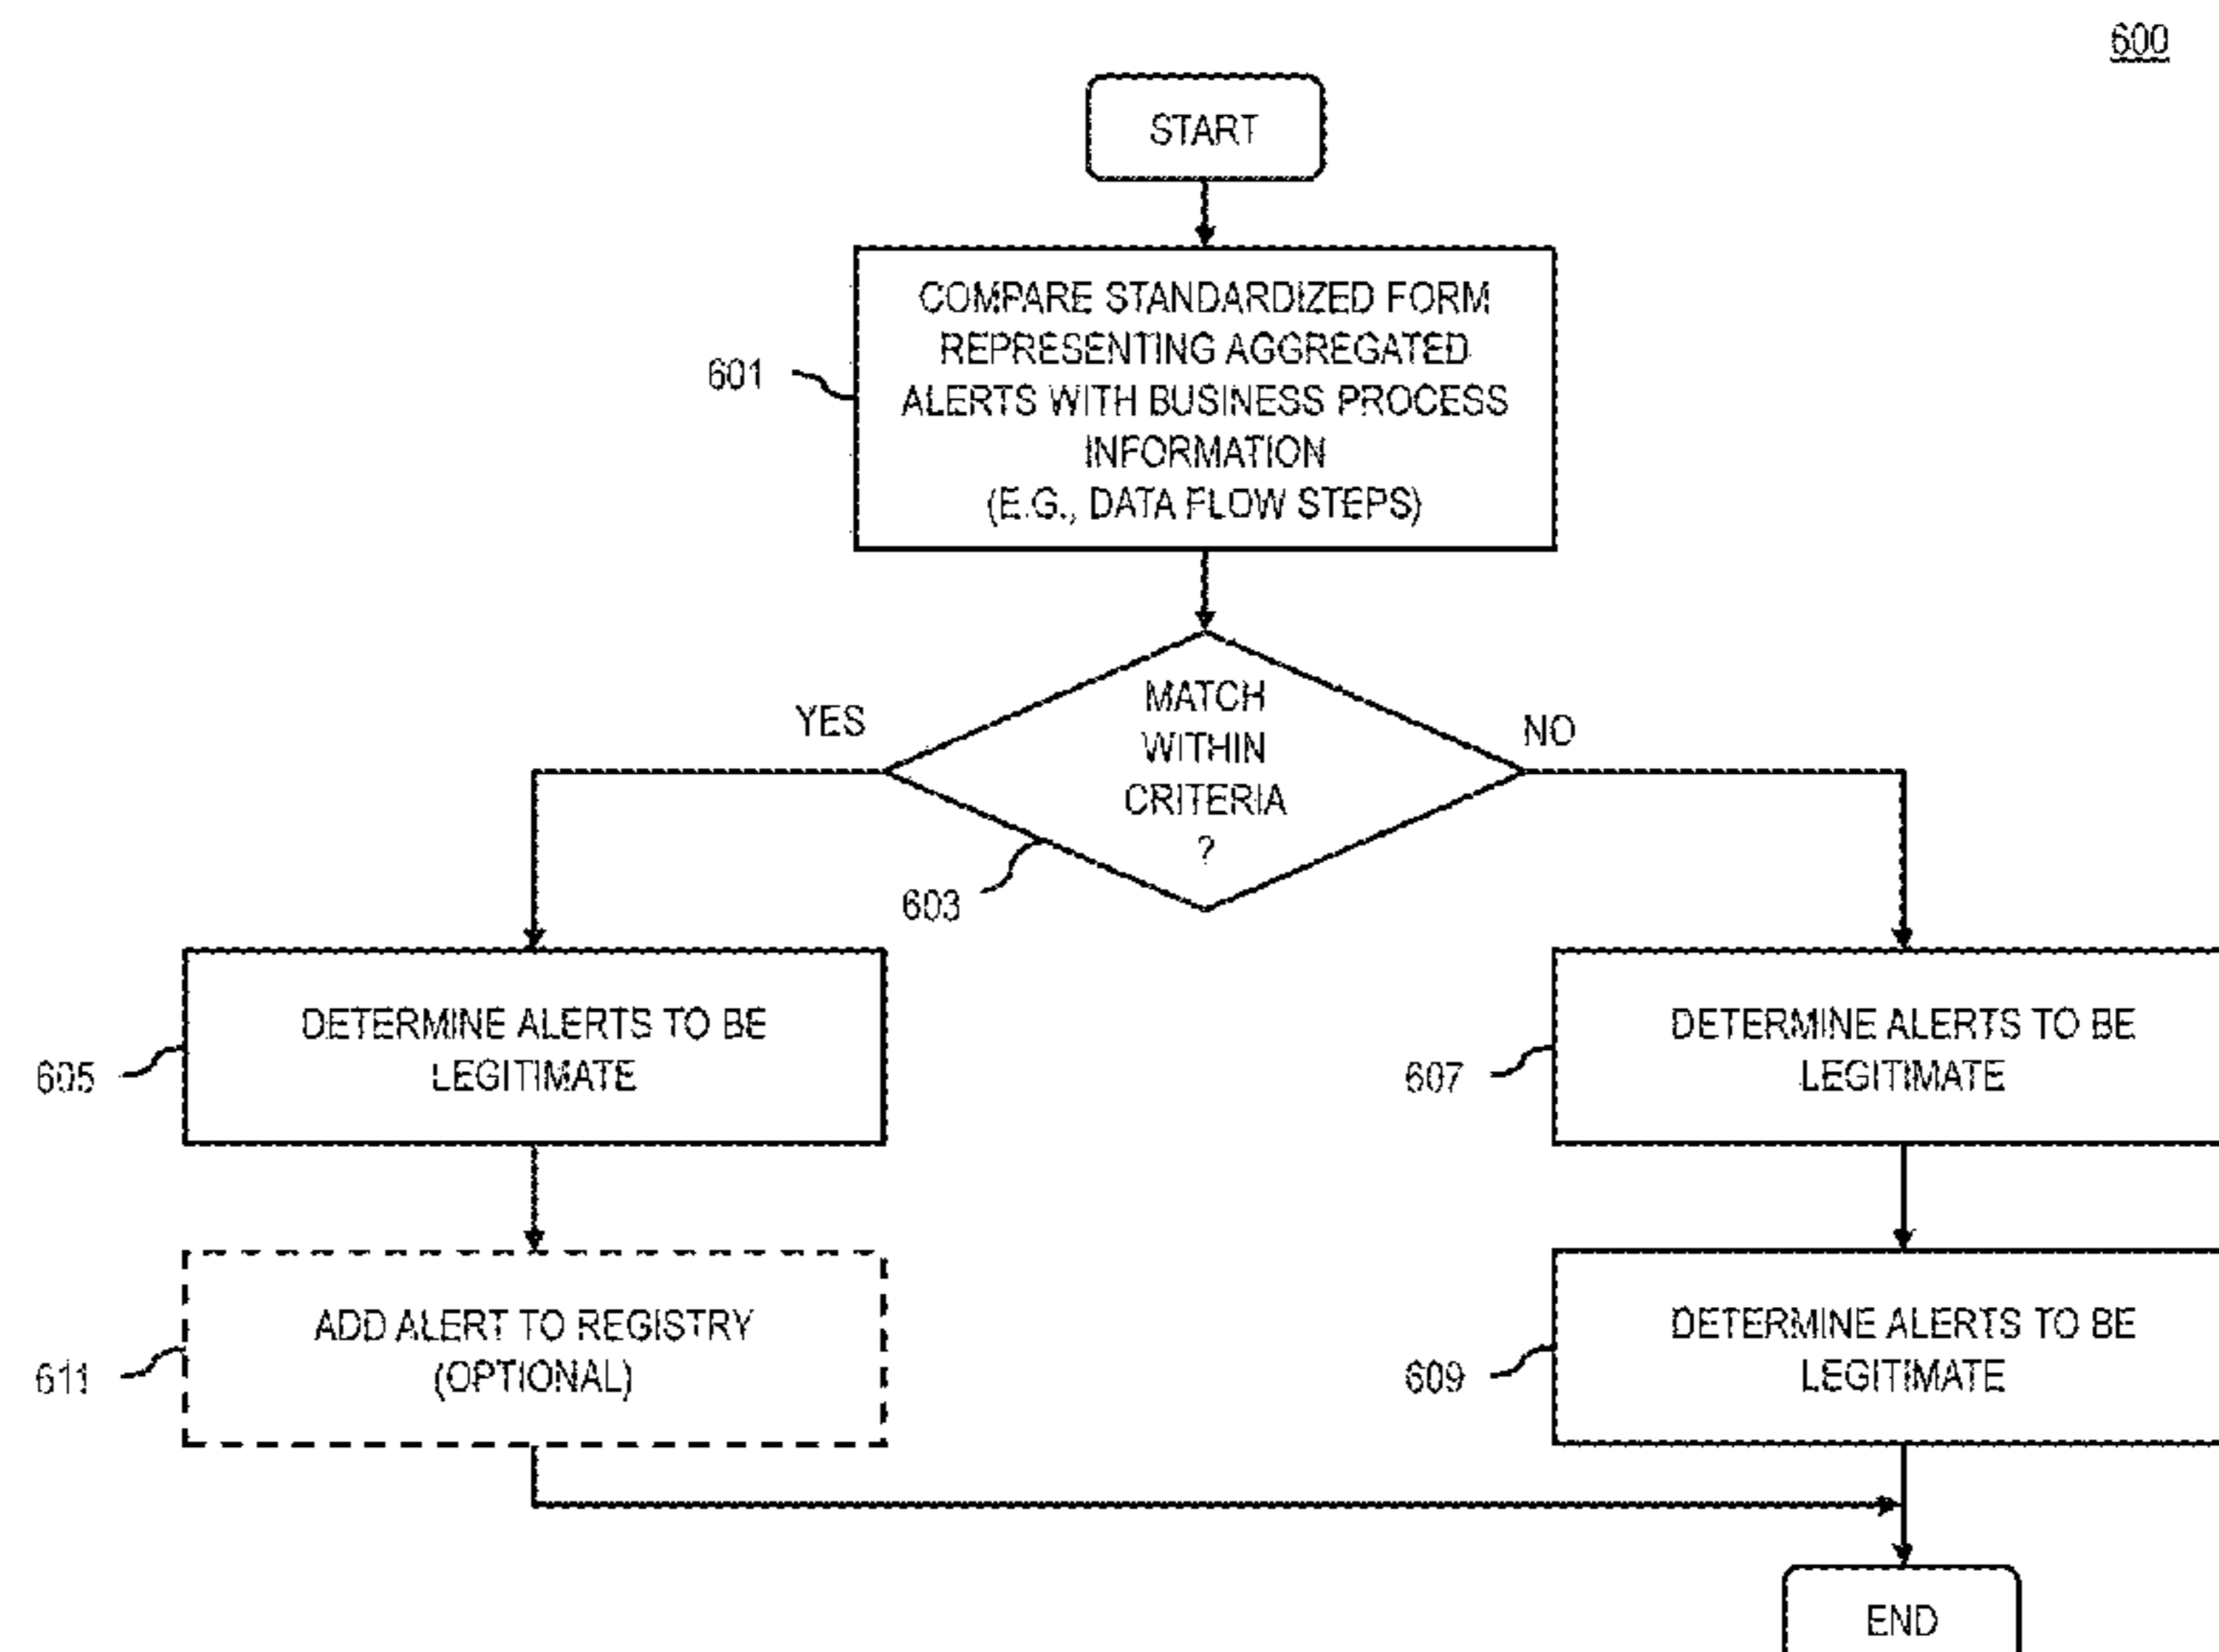 600
START
COMPARE STANDARDIZED FORM
REPRESENTING AGGREGATED
ALERTS WITH BUSINESS PROCESS
INFORMATION
(E.G., DATA FLOW STEPS)
601
MATCH
WITHIN
CRITERIA
?
YES
NO
603
DETERMINE ALERTS TO BE
LEGITIMATE
605
DETERMINE ALERTS TO BE
LEGITIMATE
607
ADD ALERT TO REGISTRY
(OPTIONAL)
611
DETERMINE ALERTS TO BE
LEGITIMATE
609
END